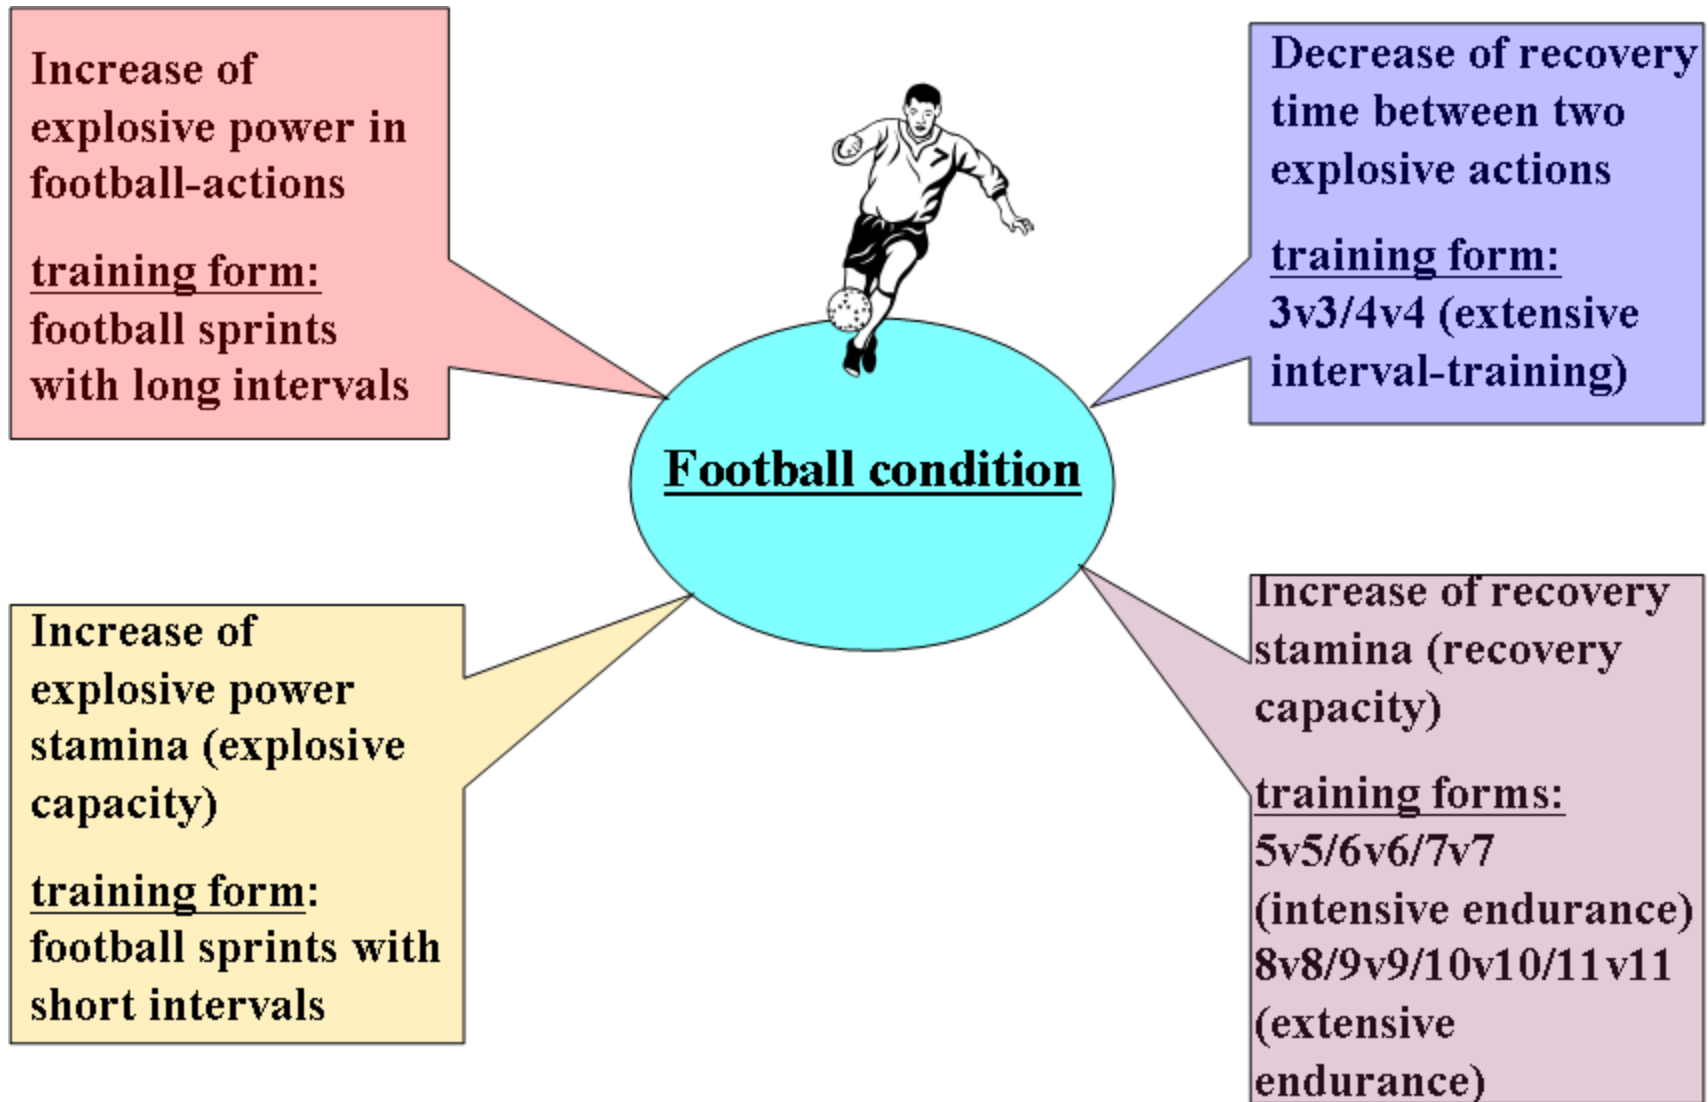 Increase of
explosive power in
football-actions
training form:
football sprints
with long intervals
Decrease of recovery
time between two
explosive actions
training form:
3v3/4v4 (extensive
interval-training)
7
Football condition
Increase of
explosive power
stamina (explosive
capacity)
training form:
football sprints with
short intervals
Increase of recovery
stamina (recovery
capacity)
training forms:
5v5/6v6/7v7
(intensive endurance)
8v8/9v9/10v10/11v11
(extensive
endurance)